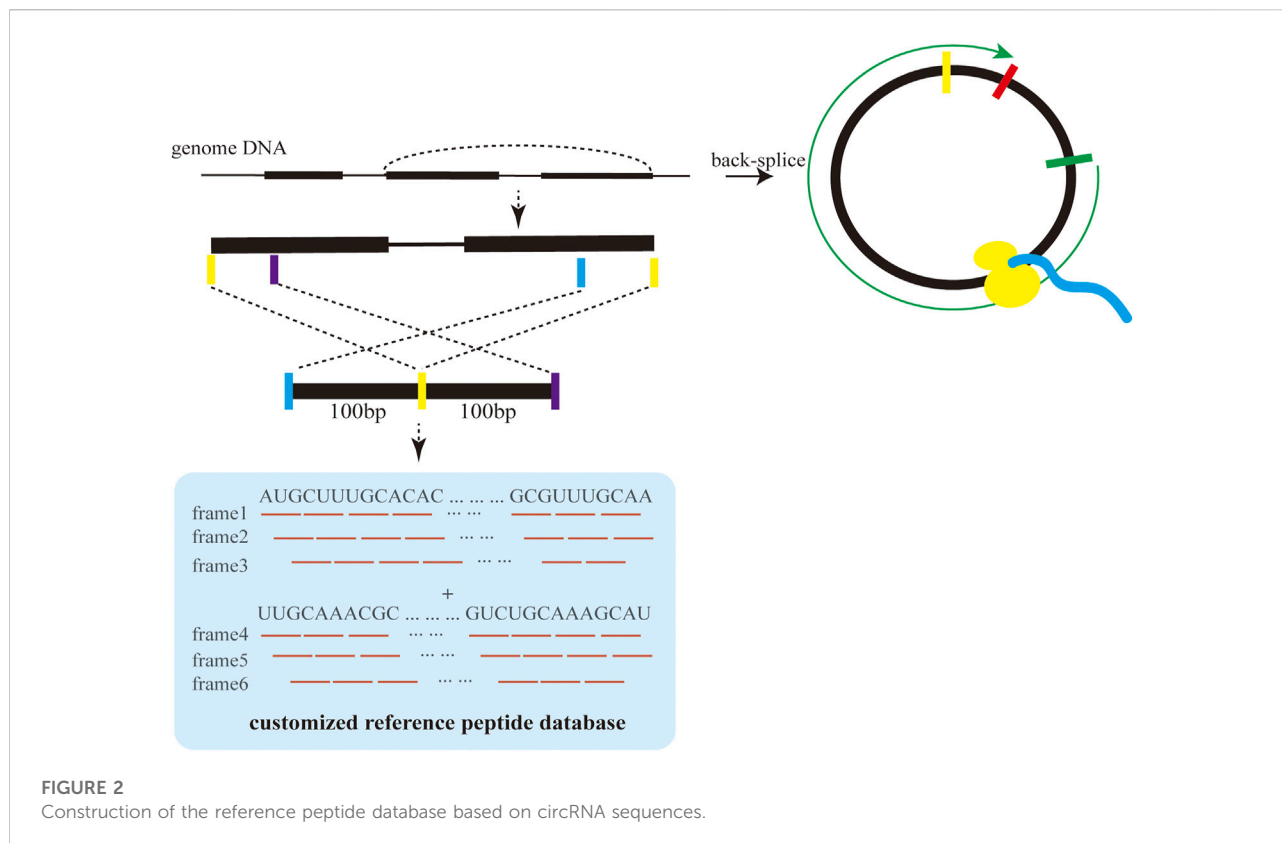 genome DNA
back-splice
100bp 100bp
AUGCUUUGCACAC ... ... ... GCGUUUGCAA
frame1 ... ...
frame2 ... ...
frame3 ... ...
+
UUGCAAACGC ... ... ... GUCUGCAAAGCAU
frame4 ... ...
frame5 ... ...
frame6 ... ...
customized reference peptide database
FIGURE 2
Construction of the reference peptide database based on circRNA sequences.